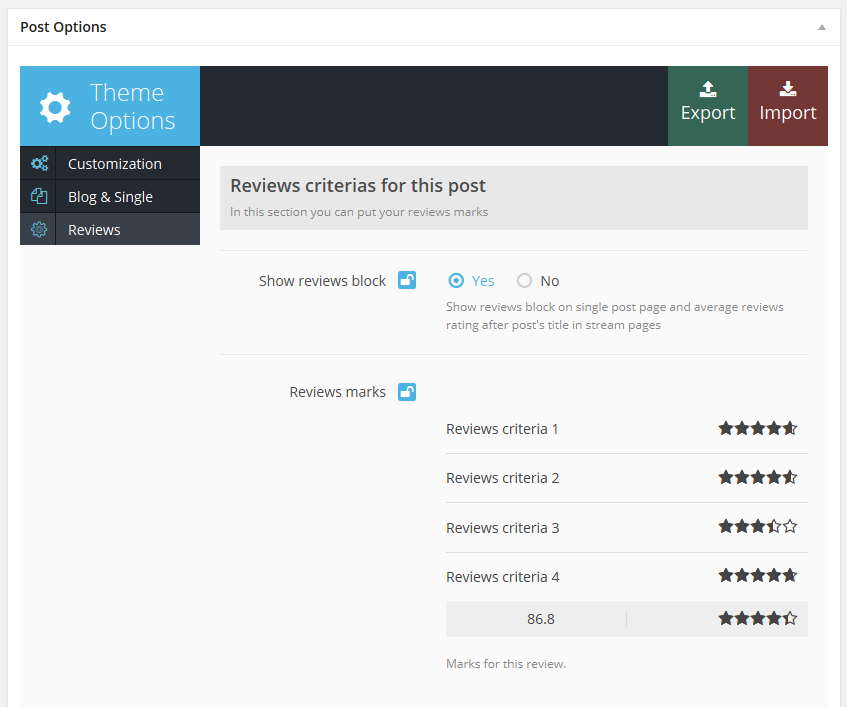 Post Options
Theme
Options
Export
Import
Customization
Blog & Single
Reviews
Reviews criterias for this post
In this section you can put your reviews marks
Show reviews block
Yes
No
Show reviews block on single post page and average reviews
rating after post's title in stream pages
Reviews marks
Reviews criteria 1
Reviews criteria 2
Reviews criteria 3
Reviews criteria 4
86.8
Marks for this review.